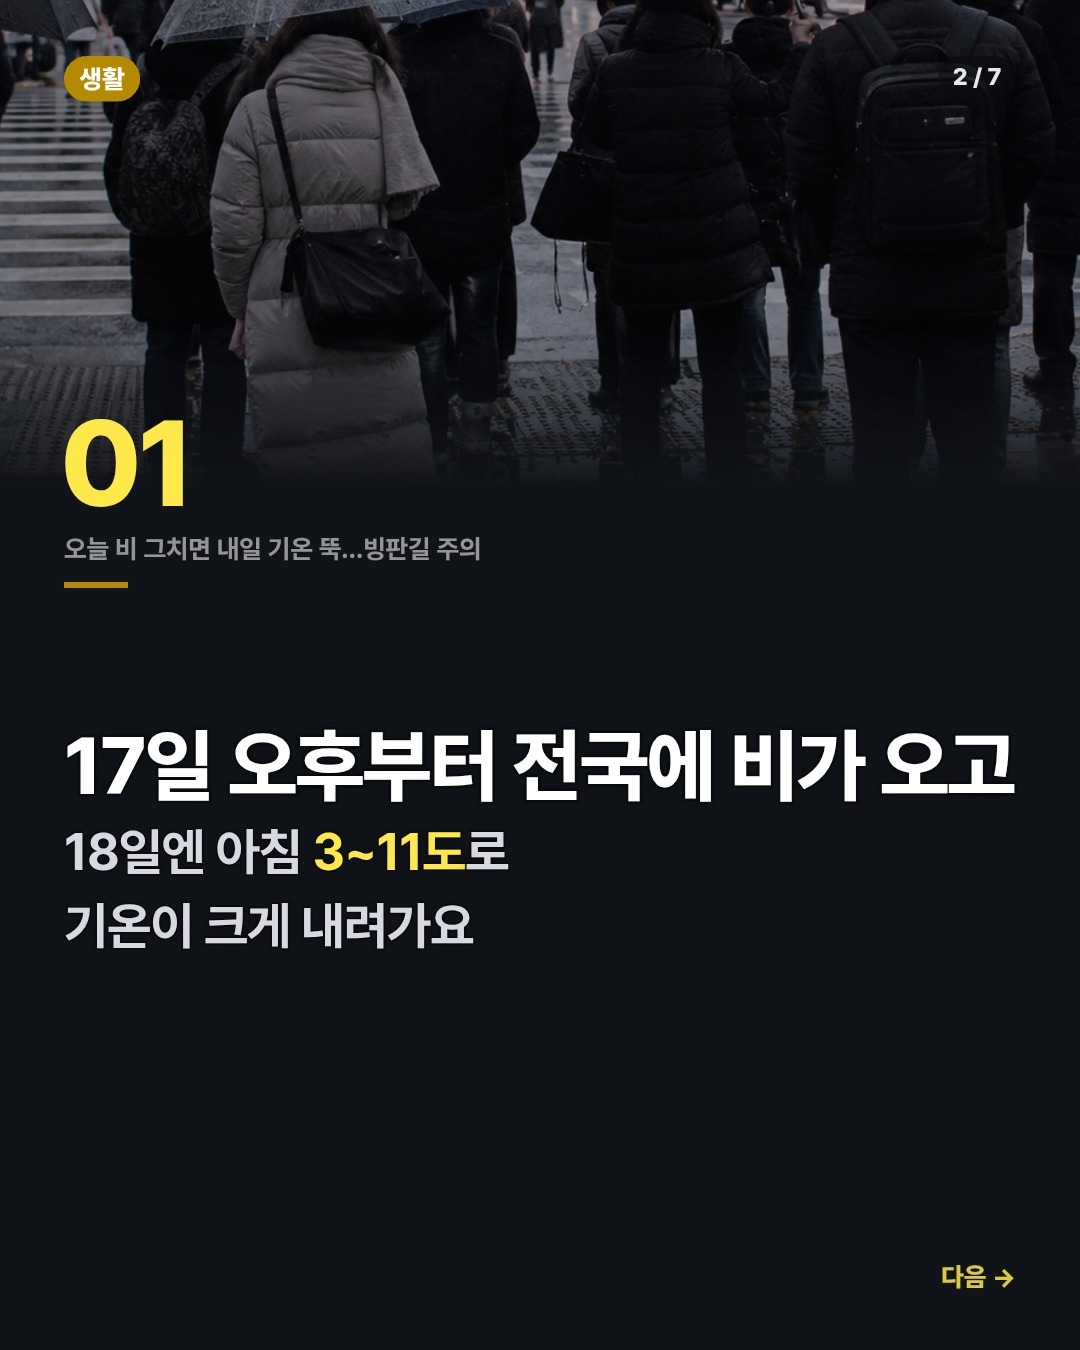 생활
2 / 7
01
오늘 비 그치면 내일 기온 뚝...빙판길 주의
17일 오후부터 전국에 비가 오고
18일엔 아침 3~11도로
기온이 크게 내려가요
다음 →